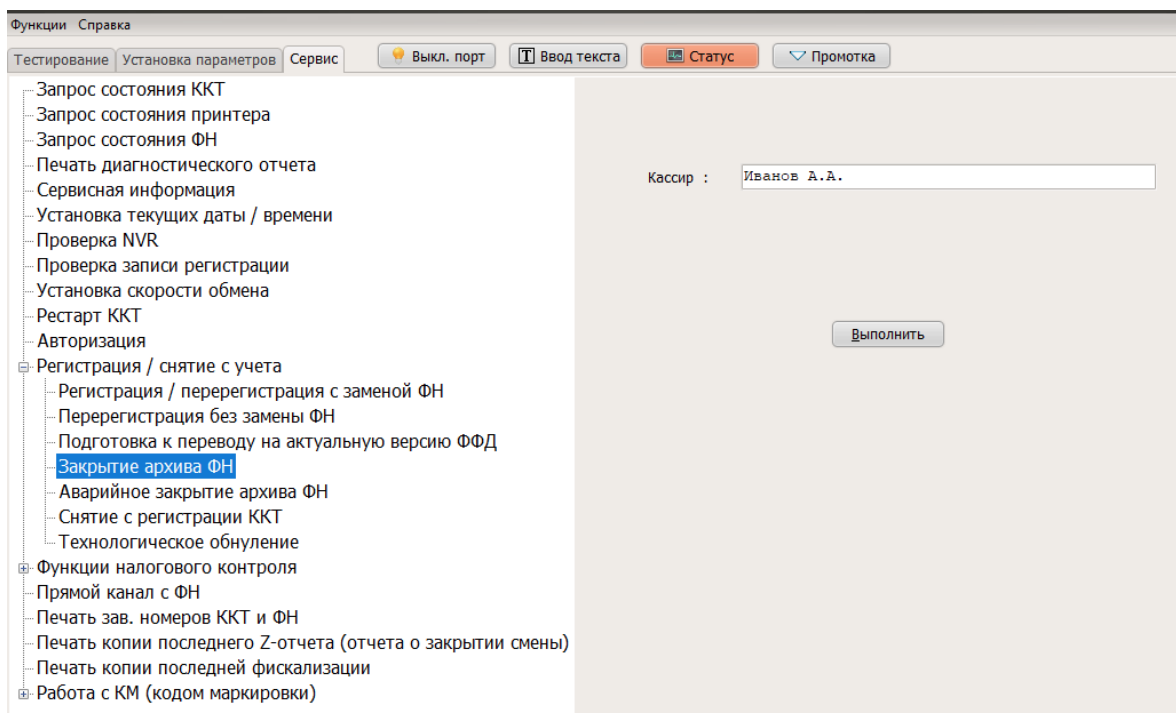 Функции Справка
Тестирование Установка параметров Сервис Выкл. порт Ввод текста Статус Промотка
Запрос состояния ККТ
Запрос состояния принтера
Запрос состояния ФН
Печать диагностического отчета
Кассир : Иванов А.А.
Сервисная информация
Установка текущих даты / времени
Проверка NVR
Проверка записи регистрации
Установка скорости обмена
Рестарт ККТ
Выполнить
Авторизация
Регистрация / снятие с учета
Регистрация / перерегистрация с заменой ФН
Перерегистрация без замены ФН
Подготовка к переводу на актуальную версию ФФД
Закрытие архива ФН
Аварийное закрытие архива ФН
Снятие с регистрации ККТ
Технологическое обнуление
Функции налогового контроля
Прямой канал с ФН
Печать зав. номеров ККТ и ФН
Печать копии последнего Z-отчета (отчета о закрытии смены)
Печать копии последней фискализации
Работа с КМ (кодом маркировки)